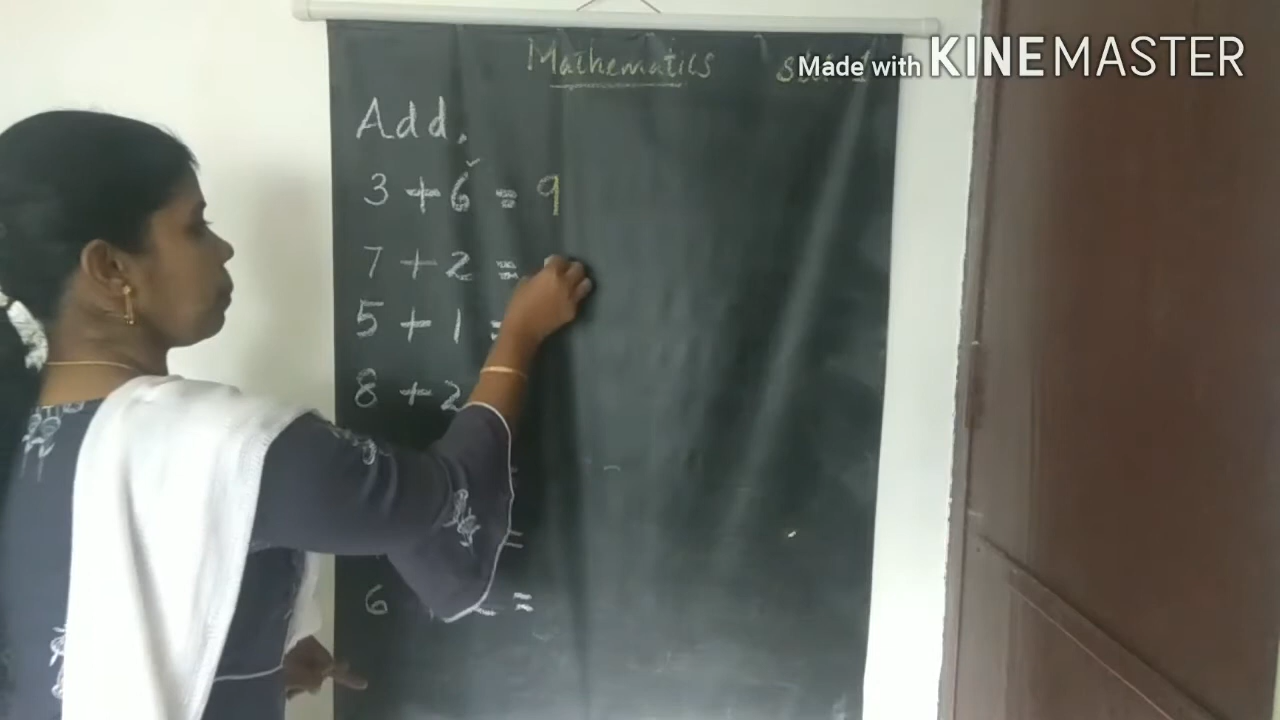 Made with KINEMASTER
Mathematics
Add.
3 + 6 = 9
7 + 2 =
5 + 1 =
8 + 2
=
=
6 =